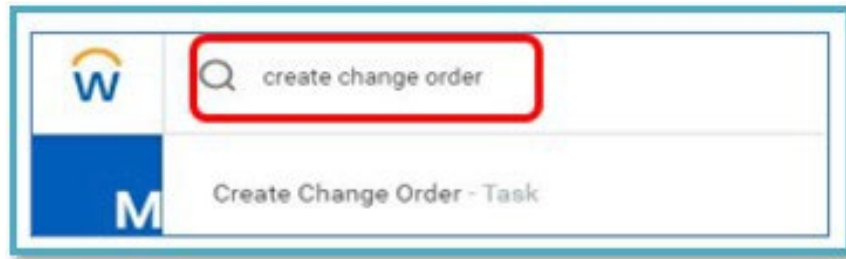 W
create change order
M
Create Change Order - Task